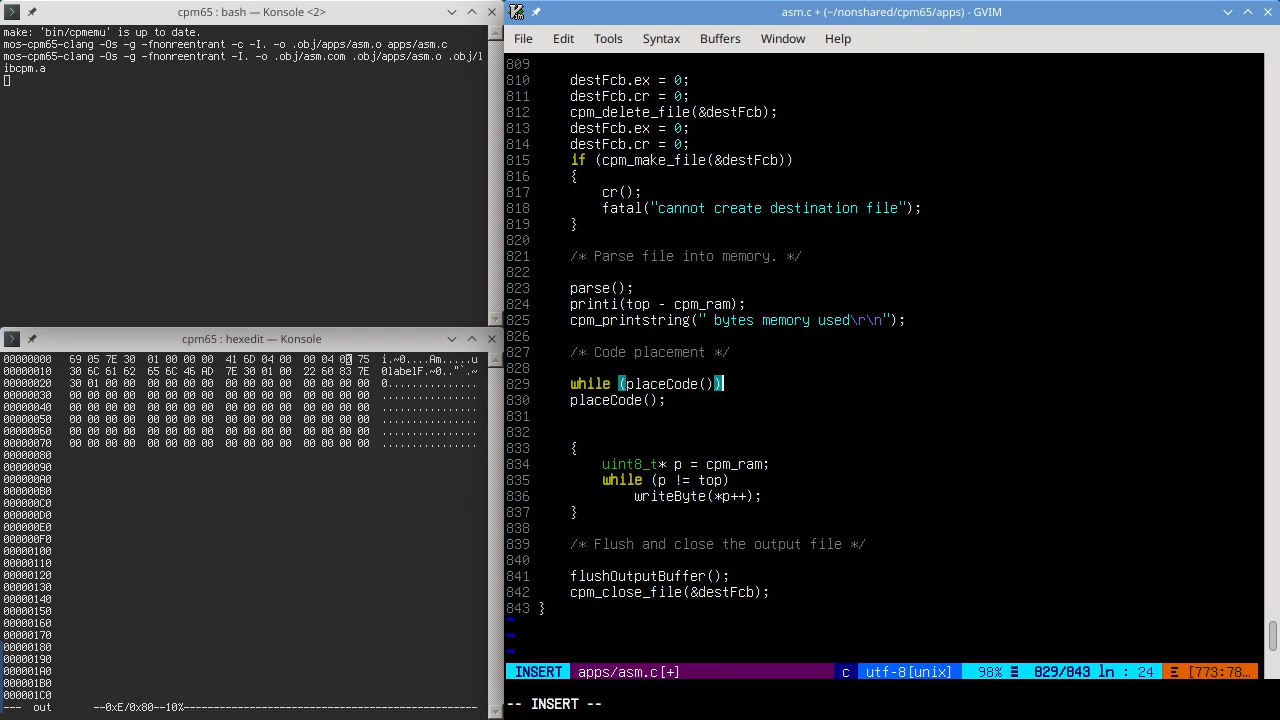 cpm65 : bash — Konsole <2>
make: 'bin/cpmemu' is up to date.
mos-cpm65-clang -Os -g -fnonreentrant -c -I. -o .obj/apps/asm.o apps/asm.c
mos-cpm65-clang -Os -g -fnonreentrant -I. -o .obj/asm.com .obj/apps/asm.o .obj/l
ibcpm.a
cpm65 : hexedit — Konsole
00000000 69 05 7E 30 01 00 00 00 41 6D 04 00 00 04 03 75 i.~0....Am.....u
00000010 30 6C 61 62 65 6C 46 AD 7E 30 01 00 22 60 83 7E 0labelF.~0.."`.~
00000020 30 01 00 00 00 00 00 00 00 00 00 00 00 00 00 00 0...............
00000030 00 00 00 00 00 00 00 00 00 00 00 00 00 00 00 00 ................
00000040 00 00 00 00 00 00 00 00 00 00 00 00 00 00 00 00 ................
00000050 00 00 00 00 00 00 00 00 00 00 00 00 00 00 00 00 ................
00000060 00 00 00 00 00 00 00 00 00 00 00 00 00 00 00 00 ................
00000070 00 00 00 00 00 00 00 00 00 00 00 00 00 00 00 00 ................
00000080
00000090
000000A0
000000B0
000000C0
000000D0
000000E0
000000F0
00000100
00000110
00000120
00000130
00000140
00000150
00000160
00000170
00000180
00000190
000001A0
000001B0
000001C0
--- out --0xE/0x80--10%------------------------------------------------
asm.c + (~/nonshared/cpm65/apps) - GVIM
File Edit Tools Syntax Buffers Window Help
809
810 destFcb.ex = 0;
811 destFcb.cr = 0;
812 cpm_delete_file(&destFcb);
813 destFcb.ex = 0;
814 destFcb.cr = 0;
815 if (cpm_make_file(&destFcb))
816 {
817 cr();
818 fatal("cannot create destination file");
819 }
820
821 /* Parse file into memory. */
822
823 parse();
824 printi(top - cpm_ram);
825 cpm_printstring(" bytes memory used\r\n");
826
827 /* Code placement */
828
829 while (placeCode())
830 placeCode();
831
832
833 {
834 uint8_t* p = cpm_ram;
835 while (p != top)
836 writeByte(*p++);
837 }
838
839 /* Flush and close the output file */
840
841 flushOutputBuffer();
842 cpm_close_file(&destFcb);
843 }
~
~
~
INSERT apps/asm.c[+] c utf-8[unix] 98% ≡ 829/843 ln : 24 ≡ [773:78…
-- INSERT --